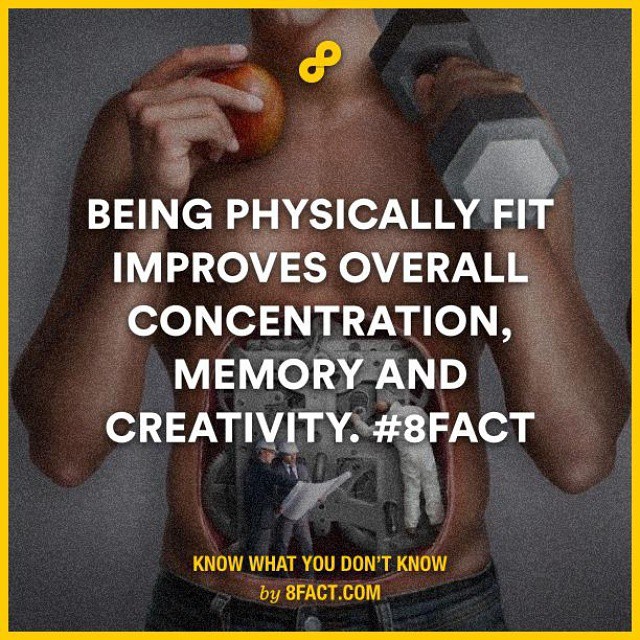 BEING PHYSICALLY FIT
IMPROVES OVERALL
CONCENTRATION,
MEMORY AND
CREATIVITY. #8FACT
KNOW WHAT YOU DON'T KNOW
by 8FACT.COM